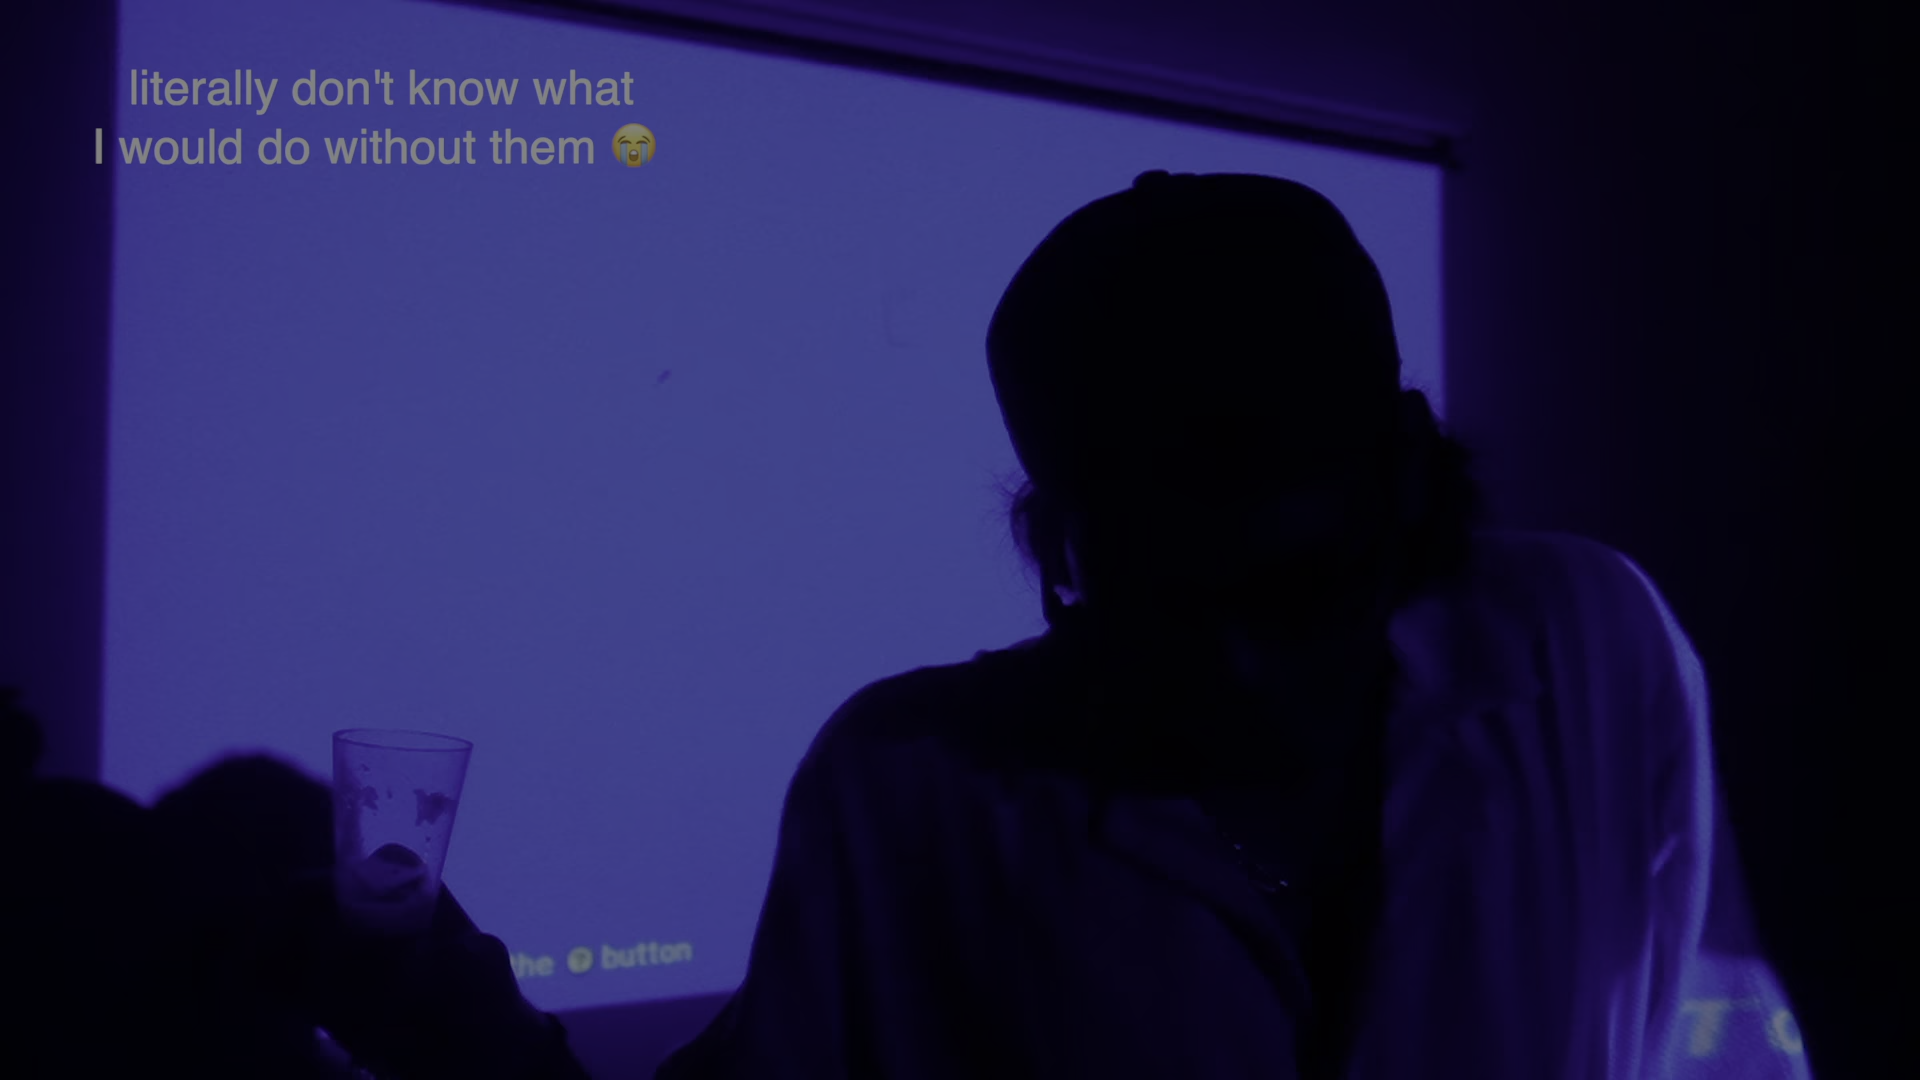 literally don't know what
I would do without them 😭
the ? button